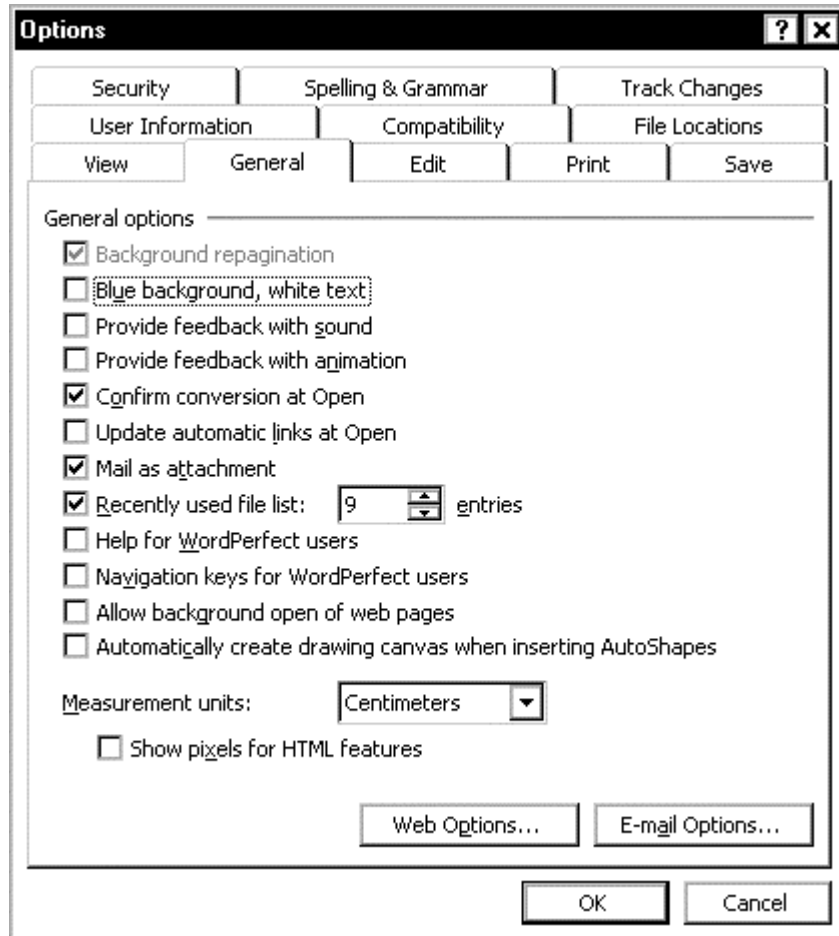 Options
Security Spelling & Grammar Track Changes
User Information Compatibility File Locations
View General Edit Print Save
General options
Background repagination
Blue background, white text
Provide feedback with sound
Provide feedback with animation
Confirm conversion at Open
Update automatic links at Open
Mail as attachment
Recently used file list: 9 entries
Help for WordPerfect users
Navigation keys for WordPerfect users
Allow background open of web pages
Automatically create drawing canvas when inserting AutoShapes
Measurement units: Centimeters
Show pixels for HTML features
Web Options... E-mail Options...
OK Cancel